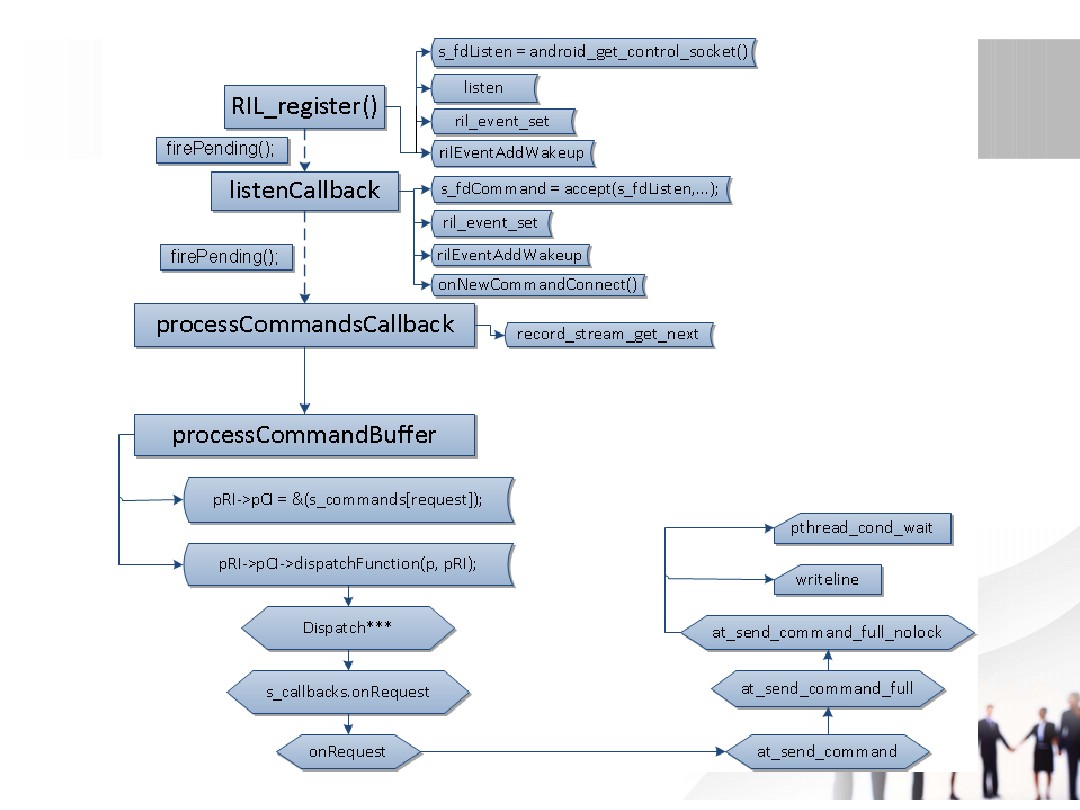 s_fdListen = android_get_control_socket()
listen
RIL_register()
ril_event_set
rilEventAddWakeup
firePending();
listenCallback
s_fdCommand = accept(s_fdListen,...);
ril_event_set
rilEventAddWakeup
firePending();
onNewCommandConnect()
processCommandsCallback
record_stream_get_next
processCommandBuffer
pRI->pCI = &(s_commands[request]);
pRI->pCI->dispatchFunction(p, pRI);
Dispatch***
s_callbacks.onRequest
onRequest
pthread_cond_wait
writeline
at_send_command_full_nolock
at_send_command_full
at_send_command